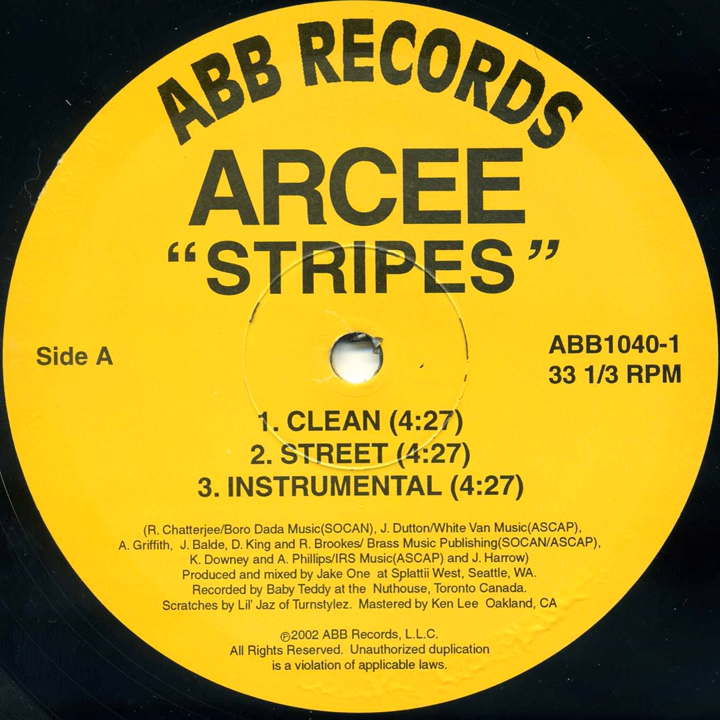 ABB RECORDS
ARCEE
“STRIPES”
Side A
ABB1040-1
33 1/3 RPM
1. CLEAN (4:27)
2. STREET (4:27)
3. INSTRUMENTAL (4:27)
(R. Chatterjee/Boro Dada Music(SOCAN), J. Dutton/White Van Music(ASCAP),
A. Griffith, J. Balde, D. King and R. Brookes/ Brass Music Publishing(SOCAN/ASCAP),
K. Downey and A. Phillips/IRS Music(ASCAP) and J. Harrow)
Produced and mixed by Jake One at Splattii West, Seattle, WA.
Recorded by Baby Teddy at the Nuthouse, Toronto Canada.
Scratches by Lil' Jaz of Turnstylez. Mastered by Ken Lee Oakland, CA
℗2002 ABB Records, L.L.C.
All Rights Reserved. Unauthorized duplication
is a violation of applicable laws.